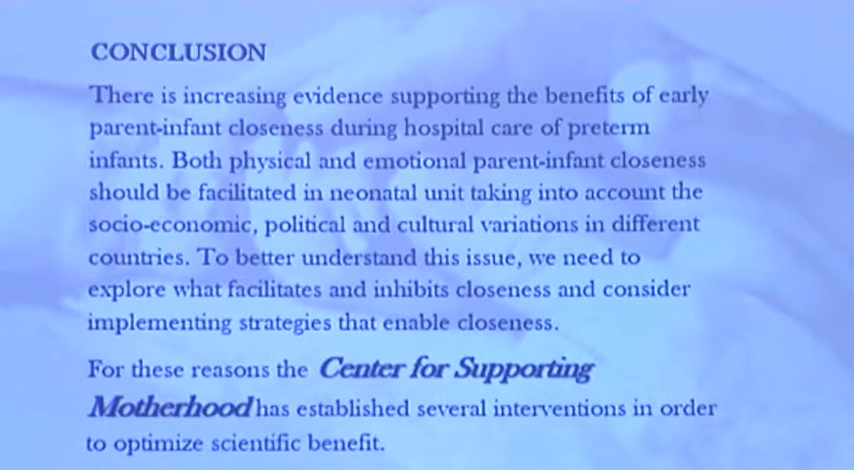 CONCLUSION
There is increasing evidence supporting the benefits of early
parent-infant closeness during hospital care of preterm
infants. Both physical and emotional parent-infant closeness
should be facilitated in neonatal unit taking into account the
socio-economic, political and cultural variations in different
countries. To better understand this issue, we need to
explore what facilitates and inhibits closeness and consider
implementing strategies that enable closeness.
For these reasons the Center for Supporting
Motherhood has established several interventions in order
to optimize scientific benefit.